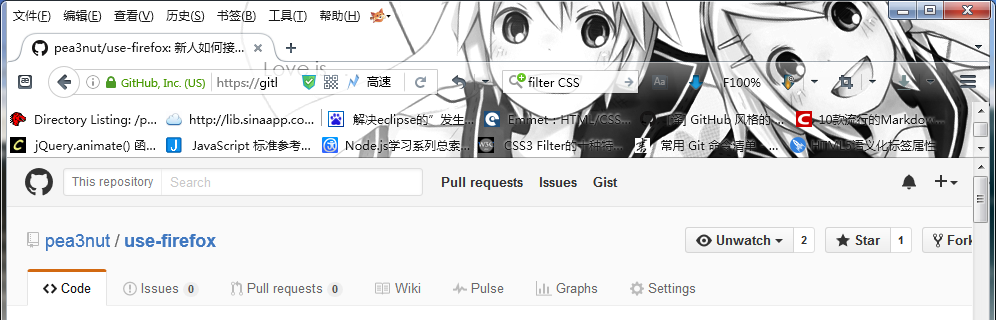 文件(F) 编辑(E) 查看(V) 历史(S) 书签(B) 工具(T) 帮助(H)
pea3nut/use-firefox: 新人如何接...
Love is
GitHub, Inc. (US) https://gitl 高速 filter CSS Aa F100%
Directory Listing: /p... http://lib.sinaapp.co... 解决eclipse的”发生... Emmet：HTML/CSS... GitHub 风格的 10款流行的Markdow...
jQuery.animate() 函... JavaScript 标准参考... Node.js学习系列总索... CSS3 Filter的十种特... 常用 Git 命令清单 HTML5语义化标签属性
This repository Search Pull requests Issues Gist
pea3nut / use-firefox Unwatch 2 Star 1 Fork
Code Issues 0 Pull requests 0 Wiki Pulse Graphs Settings